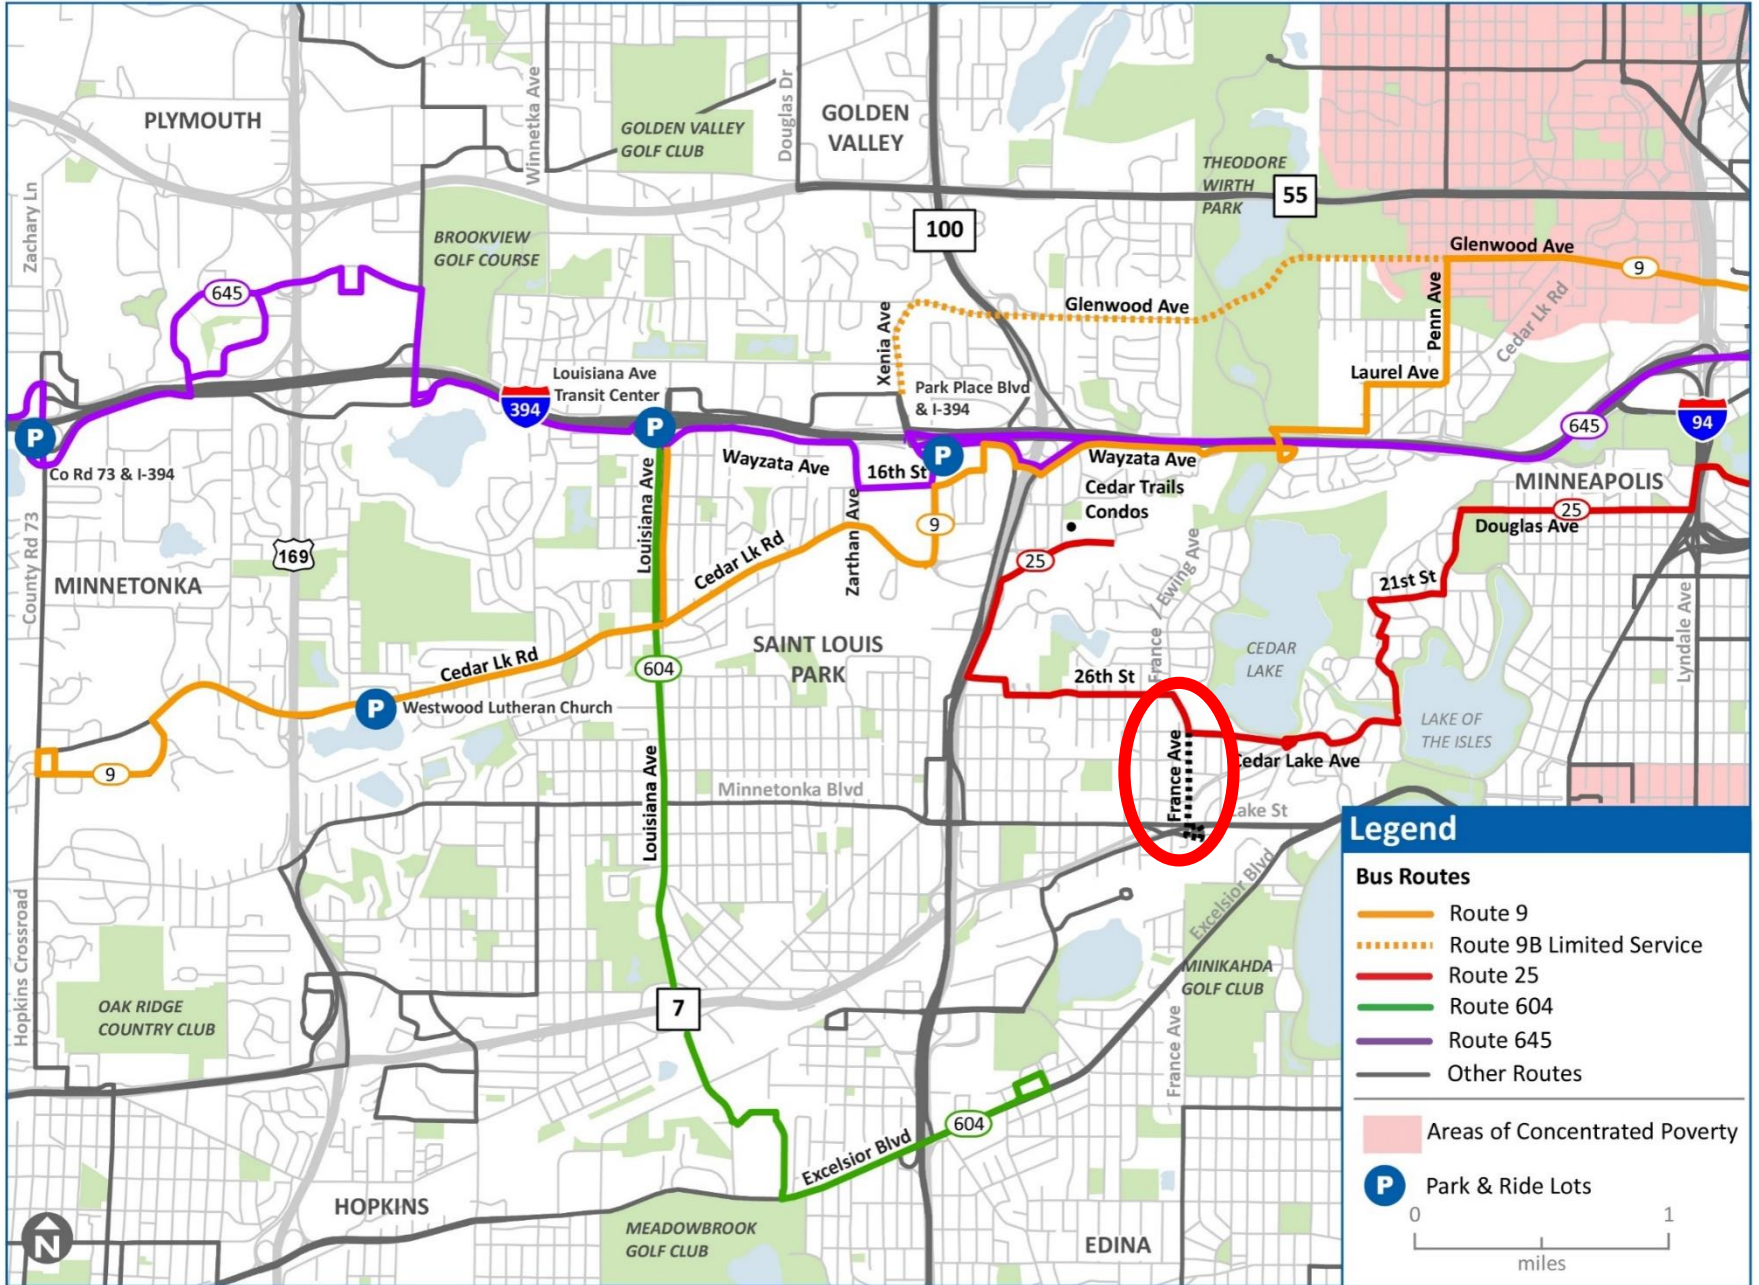 PLYMOUTH
Winnetka Ave
GOLDEN VALLEY
GOLF CLUB
Douglas Dr
GOLDEN
VALLEY
THEODORE
WIRTH
PARK
55
Zachary Ln
BROOKVIEW
GOLF COURSE
100
Glenwood Ave
9
645
Glenwood Ave
Penn Ave
Cedar Lk Rd
Xenia Ave
Laurel Ave
Louisiana Ave
Transit Center
Park Place Blvd
& I-394
394
P
P
P
645
94
Co Rd 73 & I-394
Wayzata Ave
16th St
Wayzata Ave
Cedar Trails
Condos
MINNEAPOLIS
25
Douglas Ave
County Rd 73
169
MINNETONKA
Louisiana Ave
Cedar Lk Rd
Zarthan Ave
9
25
France / Ewing Ave
21st St
Lyndale Ave
SAINT LOUIS
PARK
CEDAR
LAKE
604
Cedar Lk Rd
26th St
P
Westwood Lutheran Church
LAKE OF
THE ISLES
9
Louisiana Ave
Minnetonka Blvd
France Ave
Cedar Lake Ave
Lake St
Excelsior Blvd
Hopkins Crossroad
OAK RIDGE
COUNTRY CLUB
7
MINIKAHDA
GOLF CLUB
France Ave
604
Excelsior Blvd
HOPKINS
MEADOWBROOK
GOLF CLUB
EDINA
N
Legend
Bus Routes
Route 9
Route 9B Limited Service
Route 25
Route 604
Route 645
Other Routes
Areas of Concentrated Poverty
P
Park & Ride Lots
0 1
miles